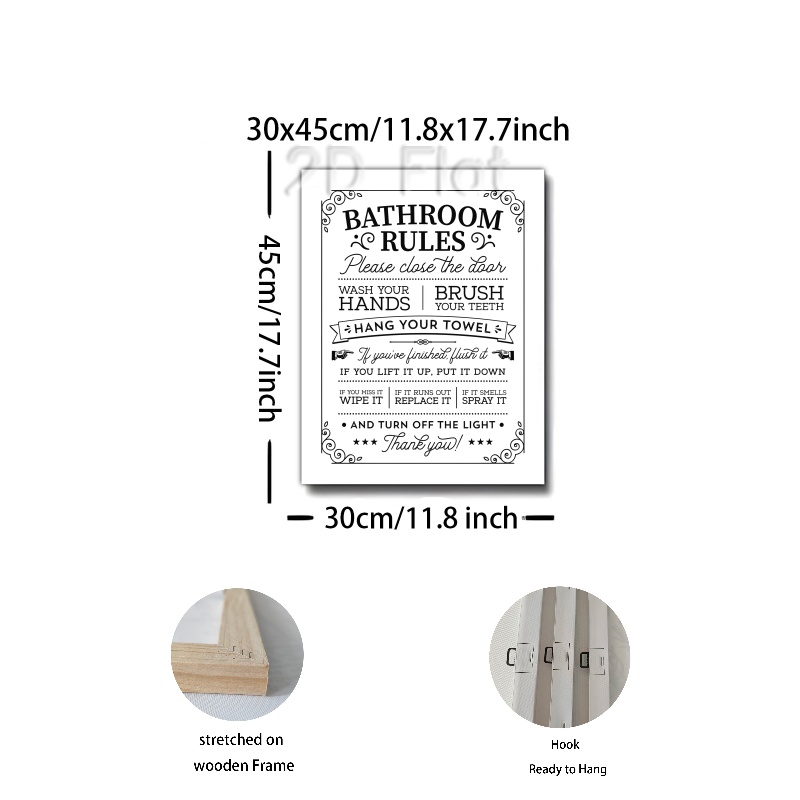 30x45cm/11.8x17.7inch
2D Flat
45cm/17.7inch
BATHROOM
RULES
Please close the door
WASH YOUR
HANDS
BRUSH
YOUR TEETH
HANG YOUR TOWEL
If you've finished, flush it
IF YOU LIFT IT UP, PUT IT DOWN
IF YOU MISS IT
WIPE IT
IF IT RUNS OUT
REPLACE IT
IF IT SMELLS
SPRAY IT
• AND TURN OFF THE LIGHT •
Thank you!
30cm/11.8 inch
stretched on
wooden Frame
Hook
Ready to Hang